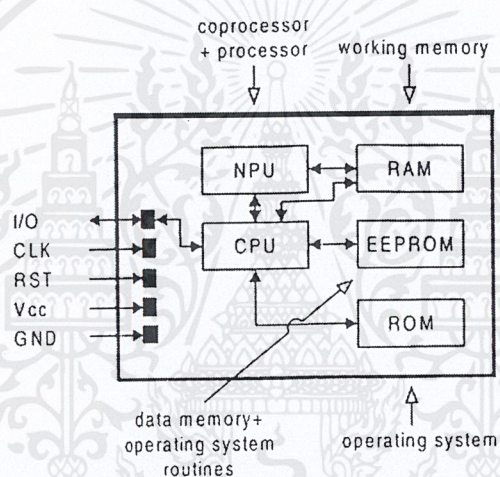 coprocessor
+ processor
working memory
NPU
RAM
I/O
CPU
EEPROM
CLK
RST
Vcc
ROM
GND
data memory+
operating system
routines
operating system